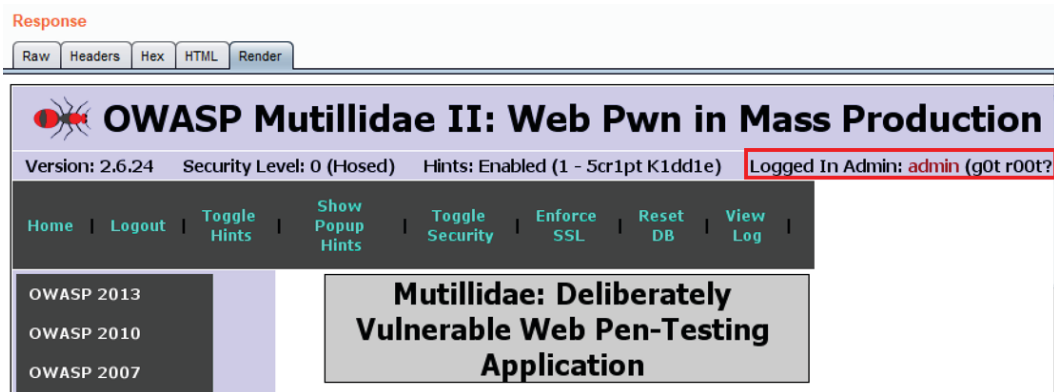 Response
Raw Headers Hex HTML Render
OWASP Mutillidae II: Web Pwn in Mass Production
Version: 2.6.24 Security Level: 0 (Hosed) Hints: Enabled (1 - 5cr1pt K1dd1e) Logged In Admin: admin (g0t r00t?
Home | Logout | Toggle Hints | Show Popup Hints | Toggle Security | Enforce SSL | Reset DB | View Log |
OWASP 2013
OWASP 2010
OWASP 2007
Mutillidae: Deliberately
Vulnerable Web Pen-Testing
Application